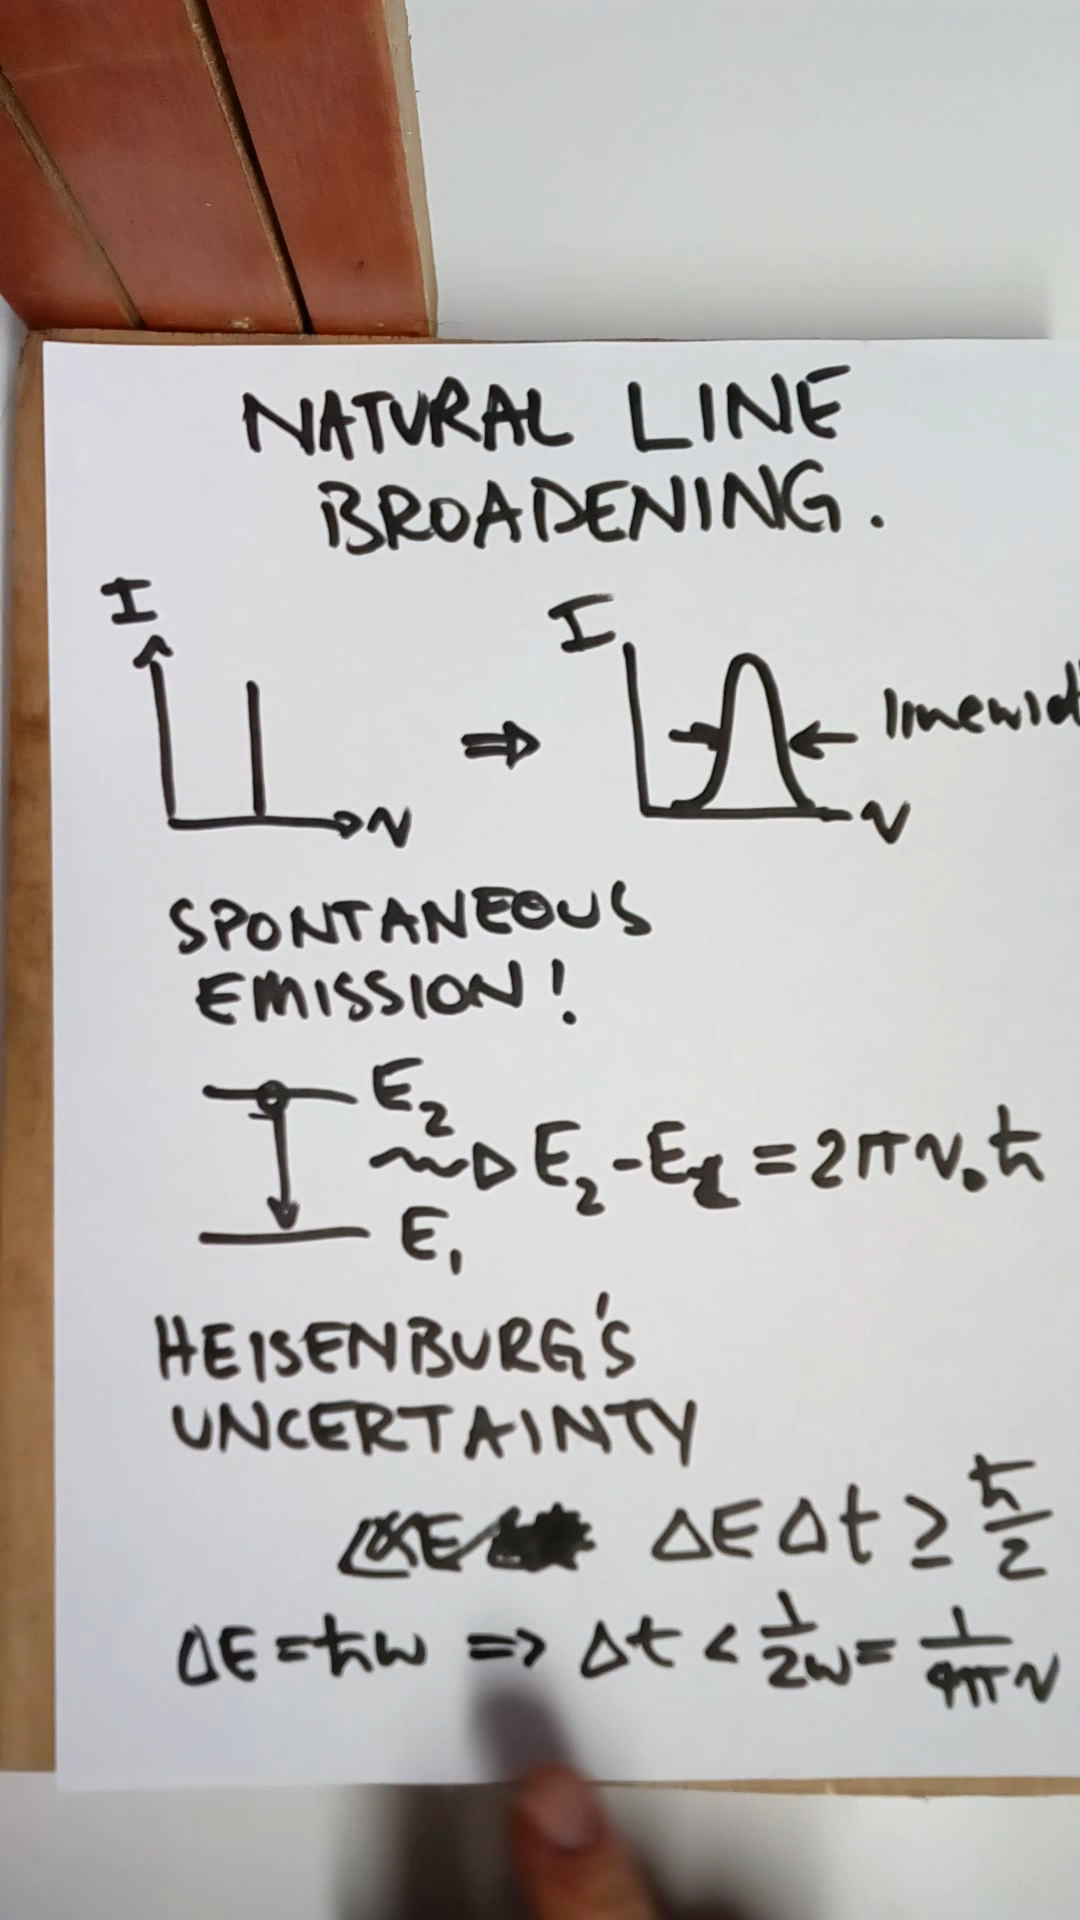 NATURAL LINE
BROADENING.
I I
⇒ linewid
ν ν
SPONTANEOUS
EMISSION!
E₂
E₂-E₁ = 2πν₀ħ
E₁
HEISENBURG'S
UNCERTAINTY
ΔEΔt ≥ ħ/2
ΔE = ħω => Δt < 1/2ω = 1/4πν